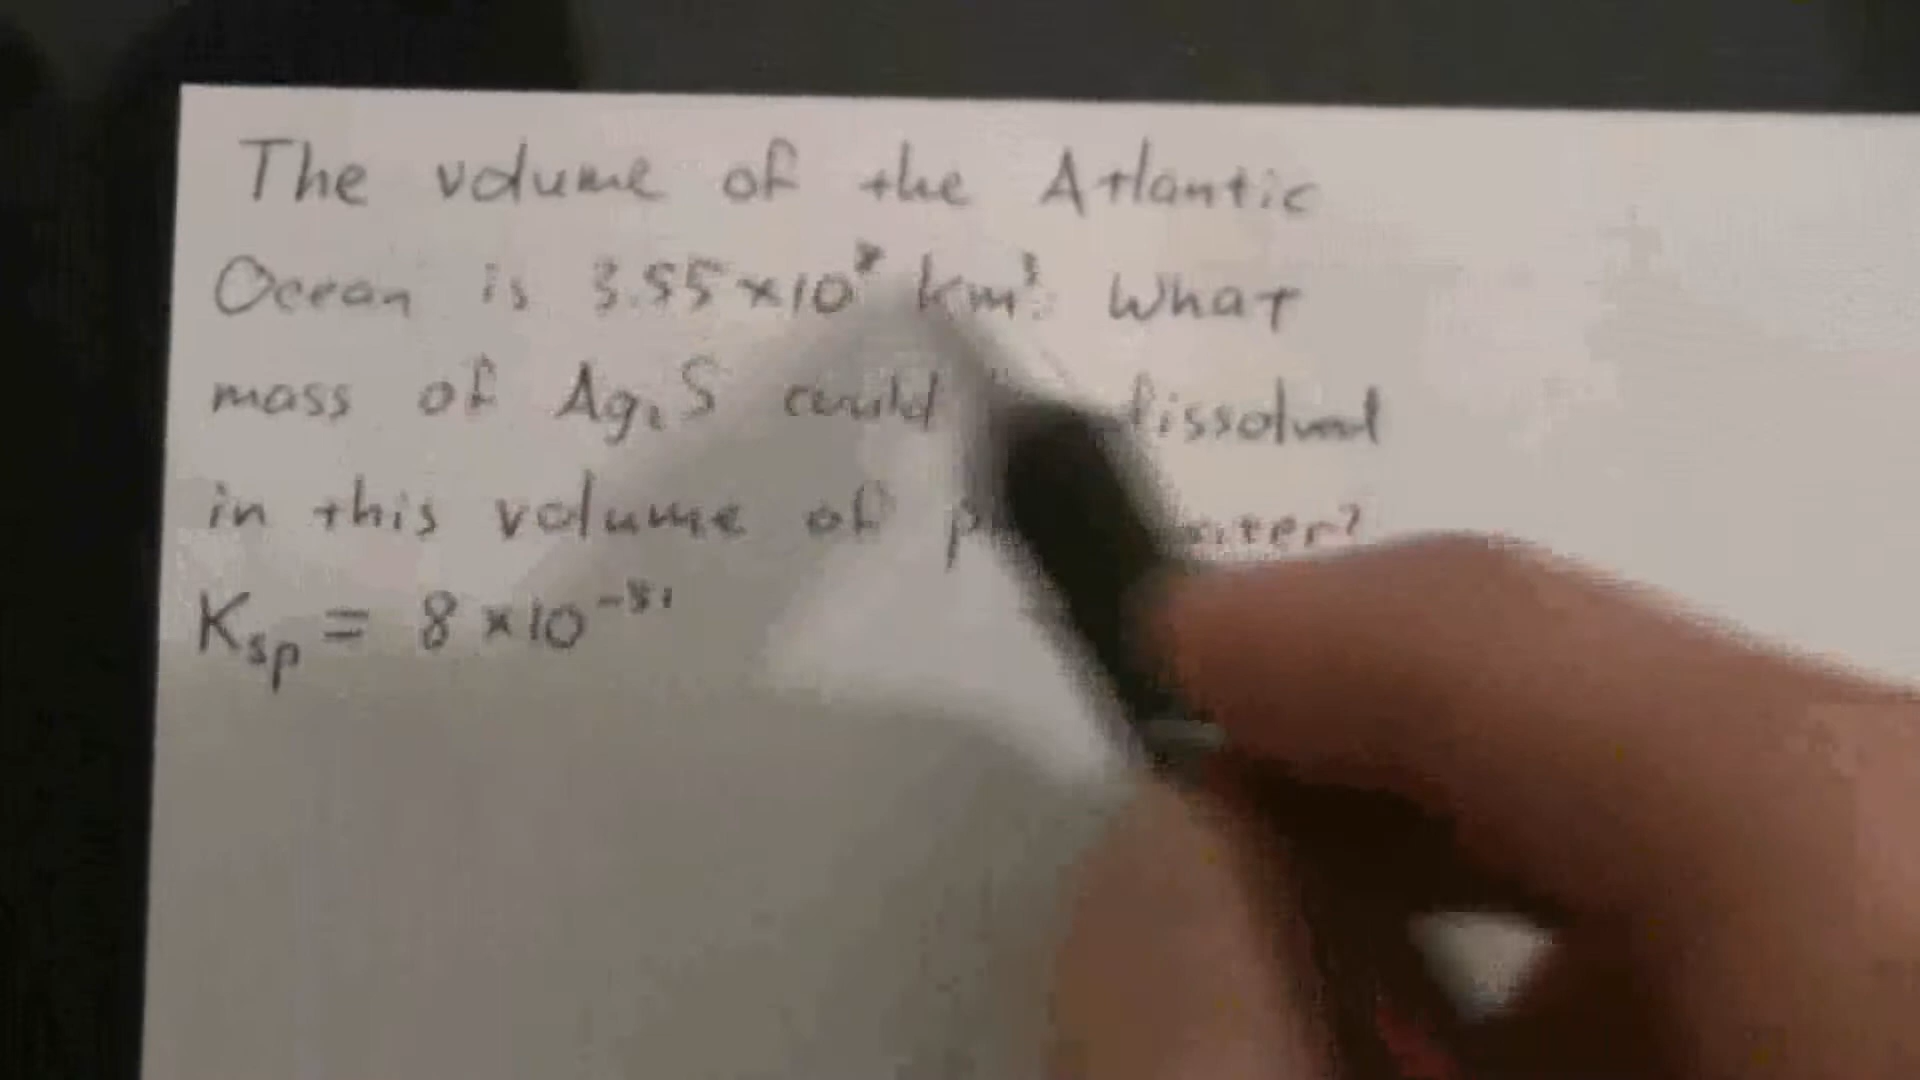 The volume of the Atlantic
Ocean is 3.55×10⁸ km³. What
mass of Ag₂S could dissolved
in this volume of
Ksp = 8×10⁻⁵¹